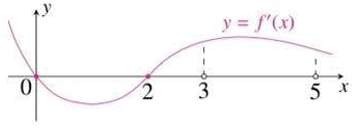 y
y = f′(x)
0 2 3 5 x